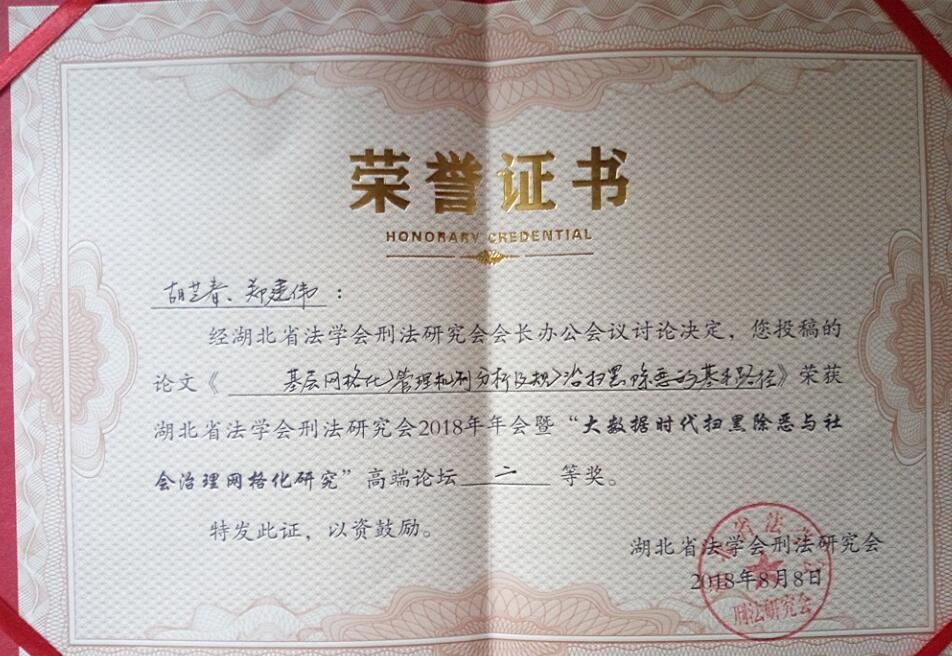 荣誉证书
HONORARY CREDENTIAL
胡芝春、郑建伟：
经湖北省法学会刑法研究会会长办公会议讨论决定，您投稿的
论文《基层网格化管理机制分析及规治扫黑除恶的基本路径》荣获
湖北省法学会刑法研究会2018年年会暨“大数据时代扫黑除恶与社
会治理网格化研究”高端论坛二等奖。
特发此证，以资鼓励。
湖北省法学会刑法研究会
2018年8月8日
刑法研究会